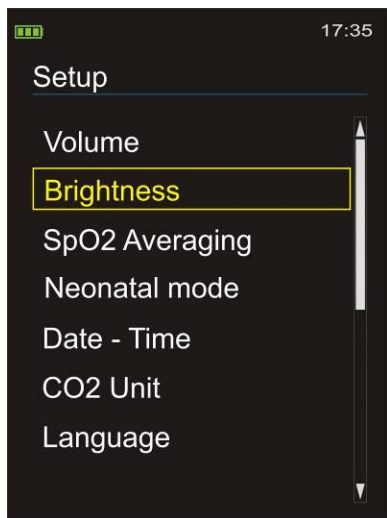 17:35
Setup
Volume
Brightness
SpO2 Averaging
Neonatal mode
Date - Time
CO2 Unit
Language